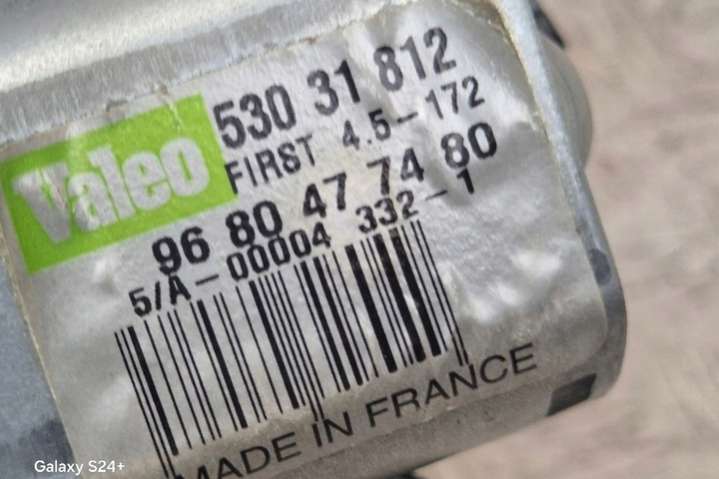 Valeo
530 31 812
FIRST 4.5-172
96 80 47 74 80
5/A-00004 332-1
MADE IN FRANCE
Galaxy S24+